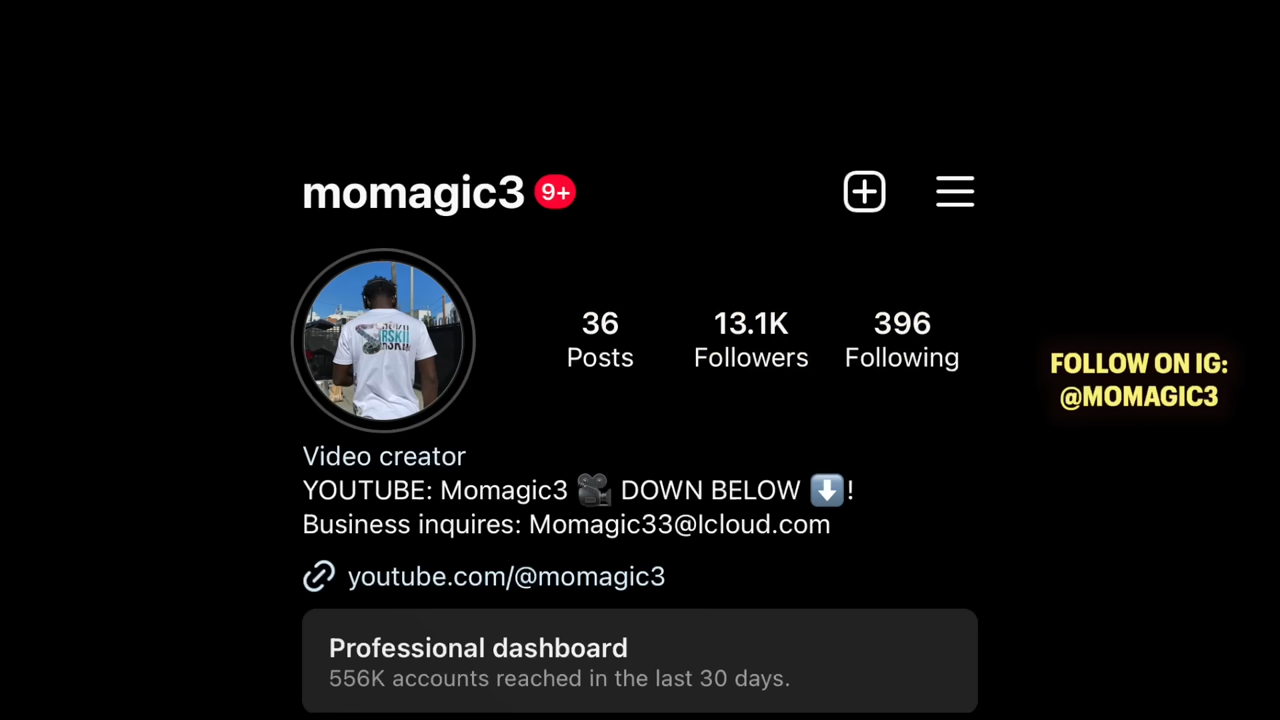 momagic3 9+
36
Posts
13.1K
Followers
396
Following
FOLLOW ON IG:
@MOMAGIC3
Video creator
YOUTUBE: Momagic3 🎥 DOWN BELOW ⬇️!
Business inquires: Momagic33@Icloud.com
youtube.com/@momagic3
Professional dashboard
556K accounts reached in the last 30 days.